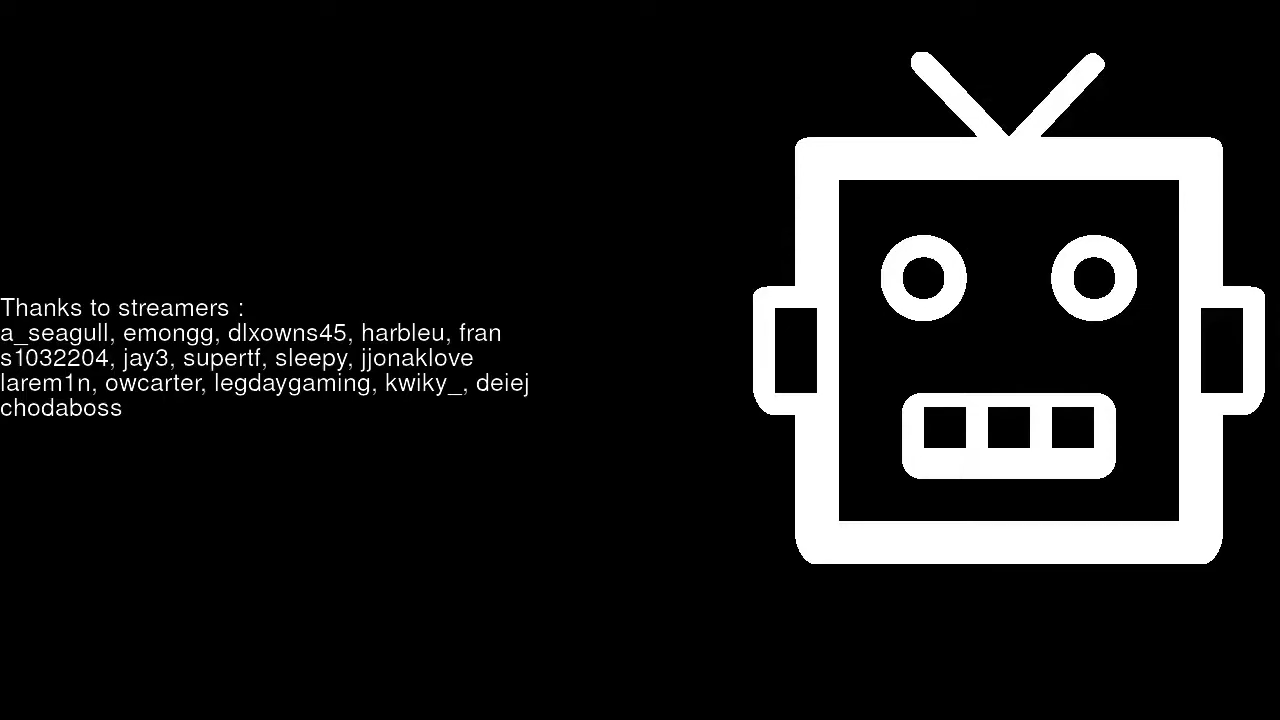 Thanks to streamers :
a_seagull, emongg, dlxowns45, harbleu, fran
s1032204, jay3, supertf, sleepy, jjonaklove
larem1n, owcarter, legdaygaming, kwiky_, deiej
chodaboss